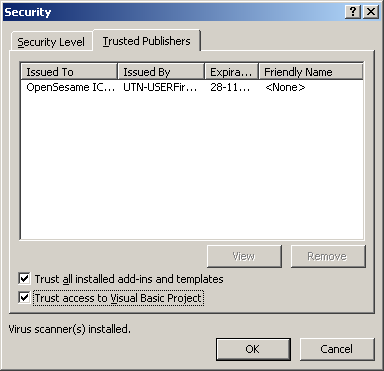 Security
Security Level Trusted Publishers
Issued To Issued By Expira... Friendly Name
OpenSesame IC... UTN-USERFir... 28-11... <None>
View Remove
Trust all installed add-ins and templates
Trust access to Visual Basic Project
Virus scanner(s) installed.
OK Cancel